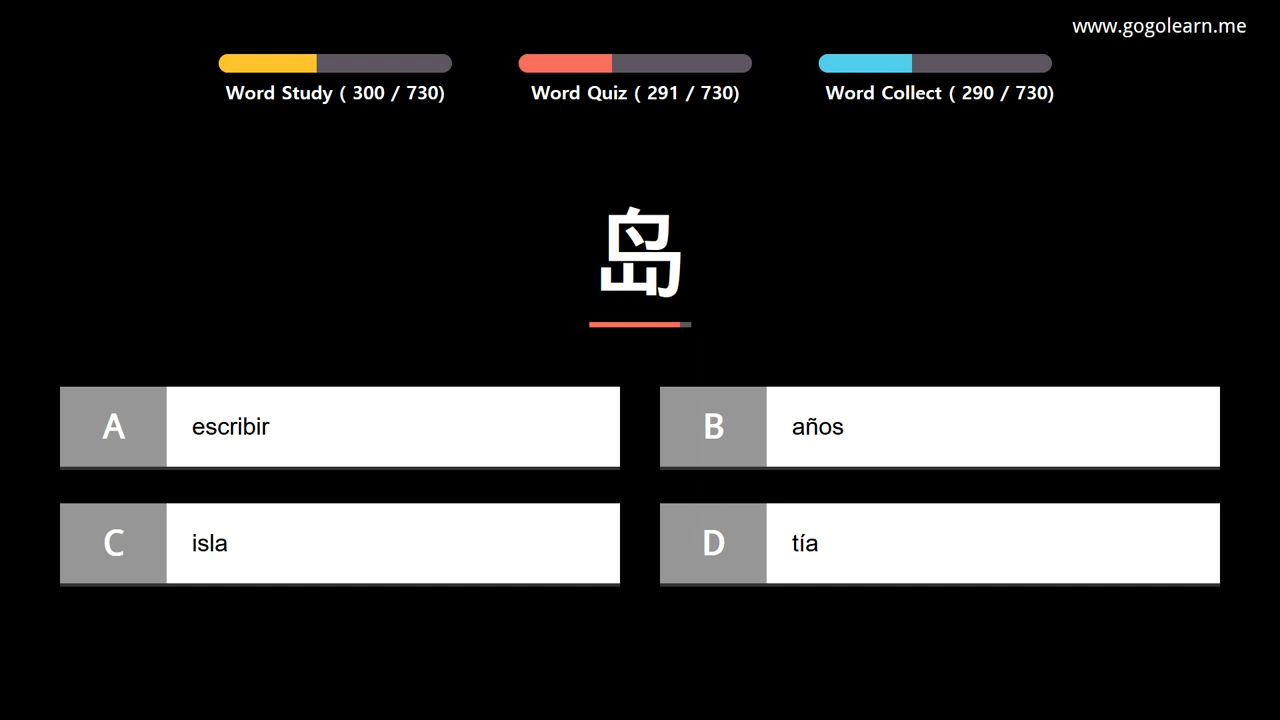 www.gogolearn.me
Word Study ( 300 / 730)
Word Quiz ( 291 / 730)
Word Collect ( 290 / 730)
岛
A
escribir
B
años
C
isla
D
tía